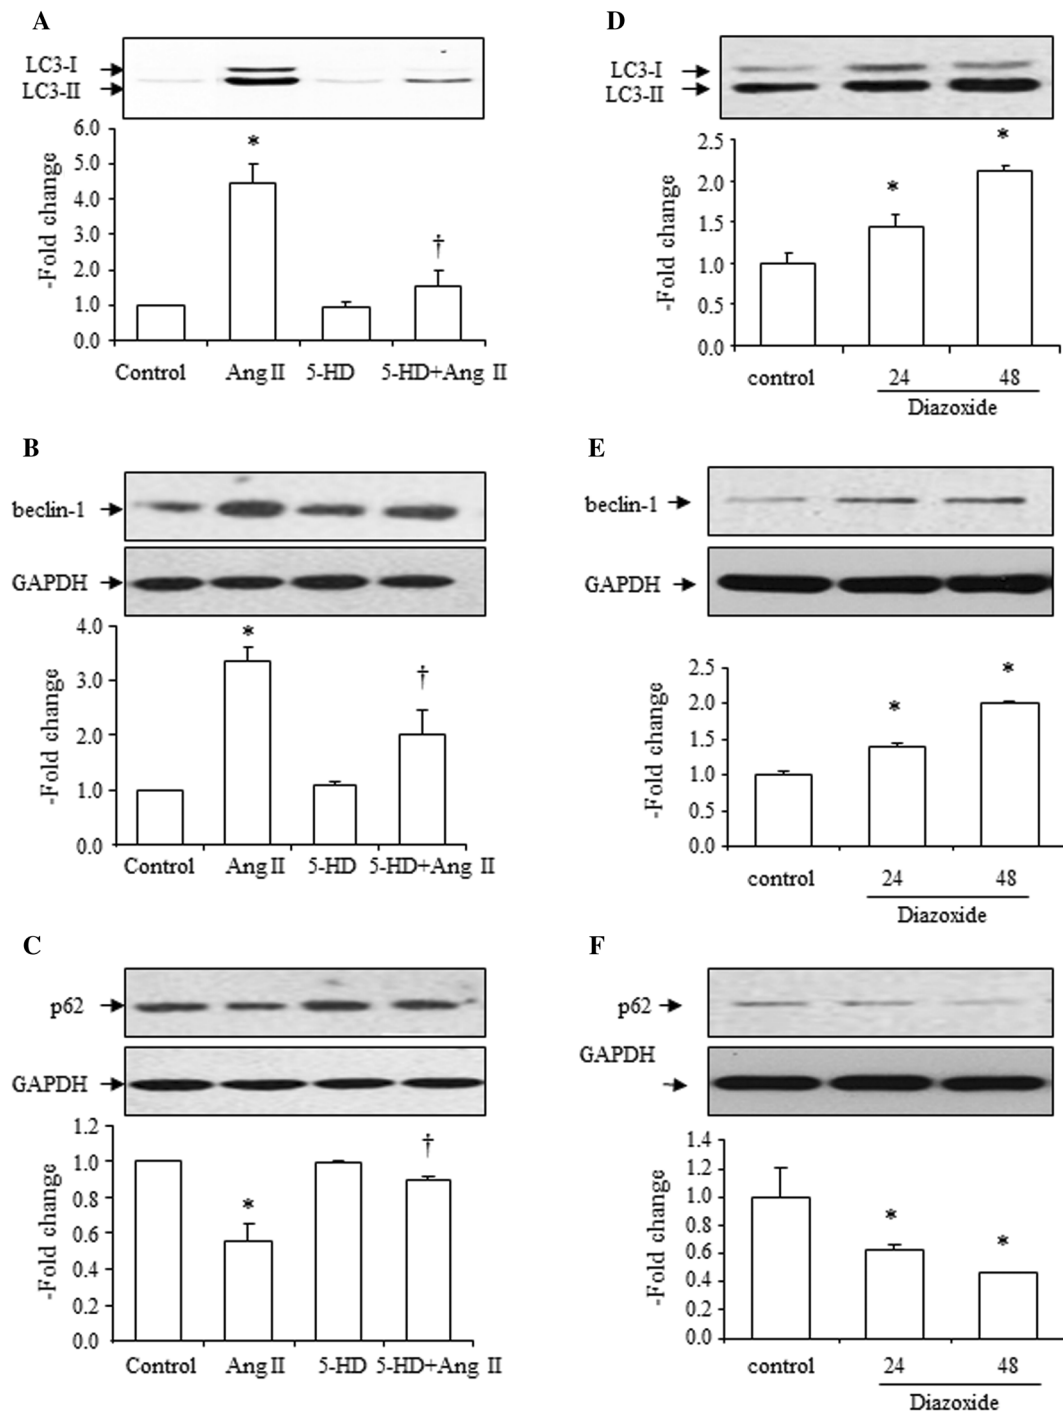 A
LC3-I
LC3-II
6.0
5.0
4.0
3.0
2.0
1.0
0.0
-Fold change
*
†
Control Ang II 5-HD 5-HD+Ang II
B
beclin-1
GAPDH
4.0
3.0
2.0
1.0
0.0
-Fold change
*
†
Control Ang II 5-HD 5-HD+Ang II
C
p62
GAPDH
1.2
1.0
0.8
0.6
0.4
0.2
0.0
-Fold change
*
†
Control Ang II 5-HD 5-HD+Ang II
D
LC3-I
LC3-II
2.5
2.0
1.5
1.0
0.5
0.0
-Fold change
*
*
control 24 48
Diazoxide
E
beclin-1
GAPDH
2.5
2.0
1.5
1.0
0.5
0.0
-Fold change
*
*
control 24 48
Diazoxide
F
p62
GAPDH
1.4
1.2
1.0
0.8
0.6
0.4
0.2
0.0
-Fold change
*
*
control 24 48
Diazoxide